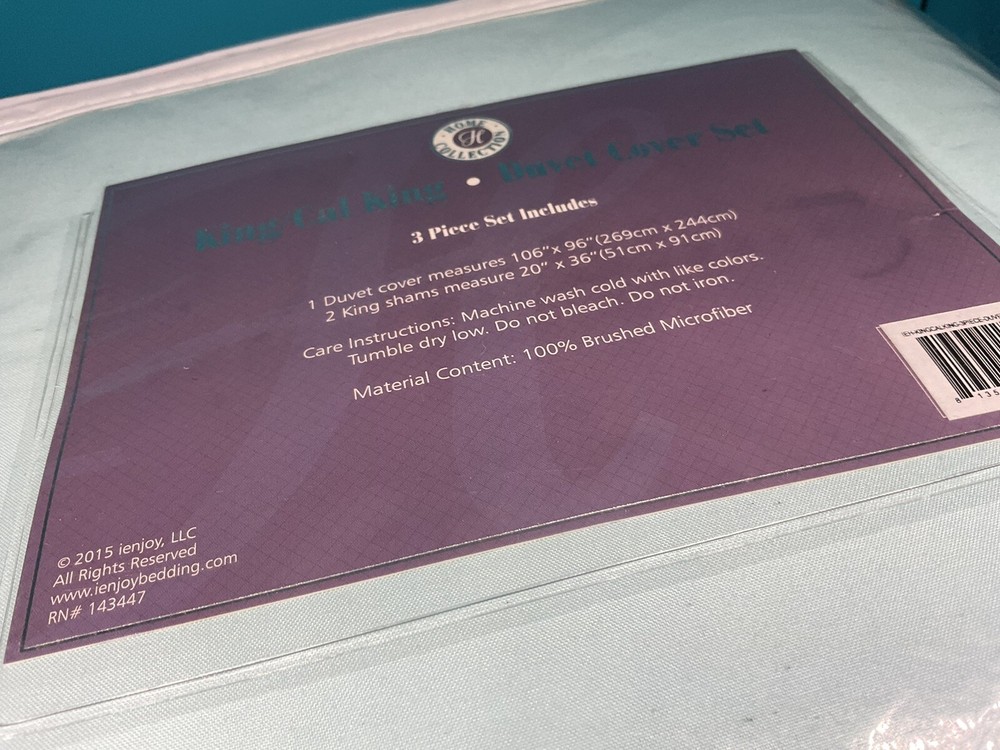 HOME COLLECTION
H
King/Cal King • Duvet Cover Set
3 Piece Set Includes
1 Duvet cover measures 106"x 96"(269cm x 244cm)
2 King shams measure 20" x 36"(51cm x 91cm)
Care Instructions: Machine wash cold with like colors.
Tumble dry low. Do not bleach. Do not iron.
Material Content: 100% Brushed Microfiber
8 135
© 2015 ienjoy, LLC
All Rights Reserved
www.ienjoybedding.com
RN# 143447